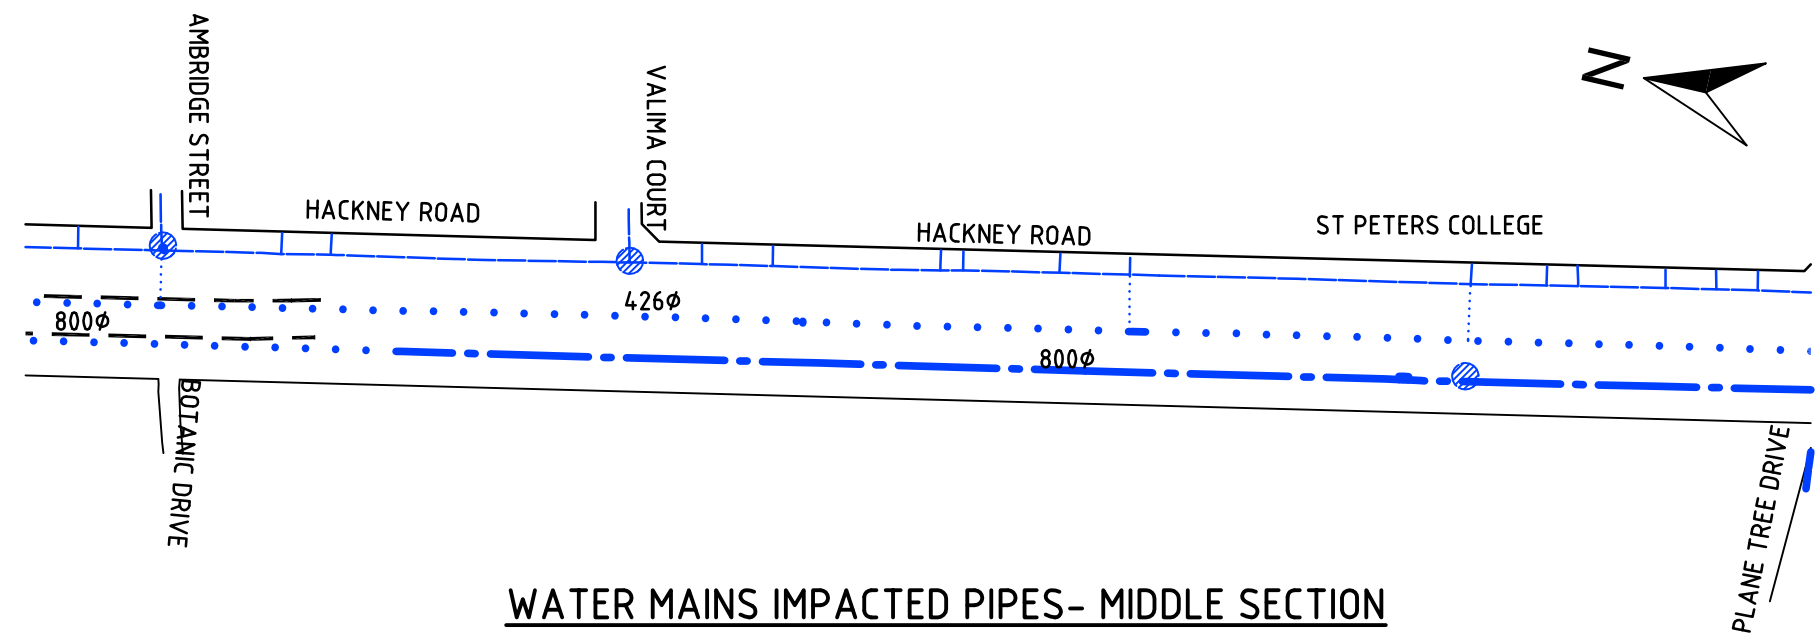 AMBRIDGE STREET
VALIMA COURT
N
HACKNEY ROAD
HACKNEY ROAD
ST PETERS COLLEGE
426ø
800ø
800ø
BOTANIC DRIVE
PLANE TREE DRIVE
WATER MAINS IMPACTED PIPES- MIDDLE SECTION